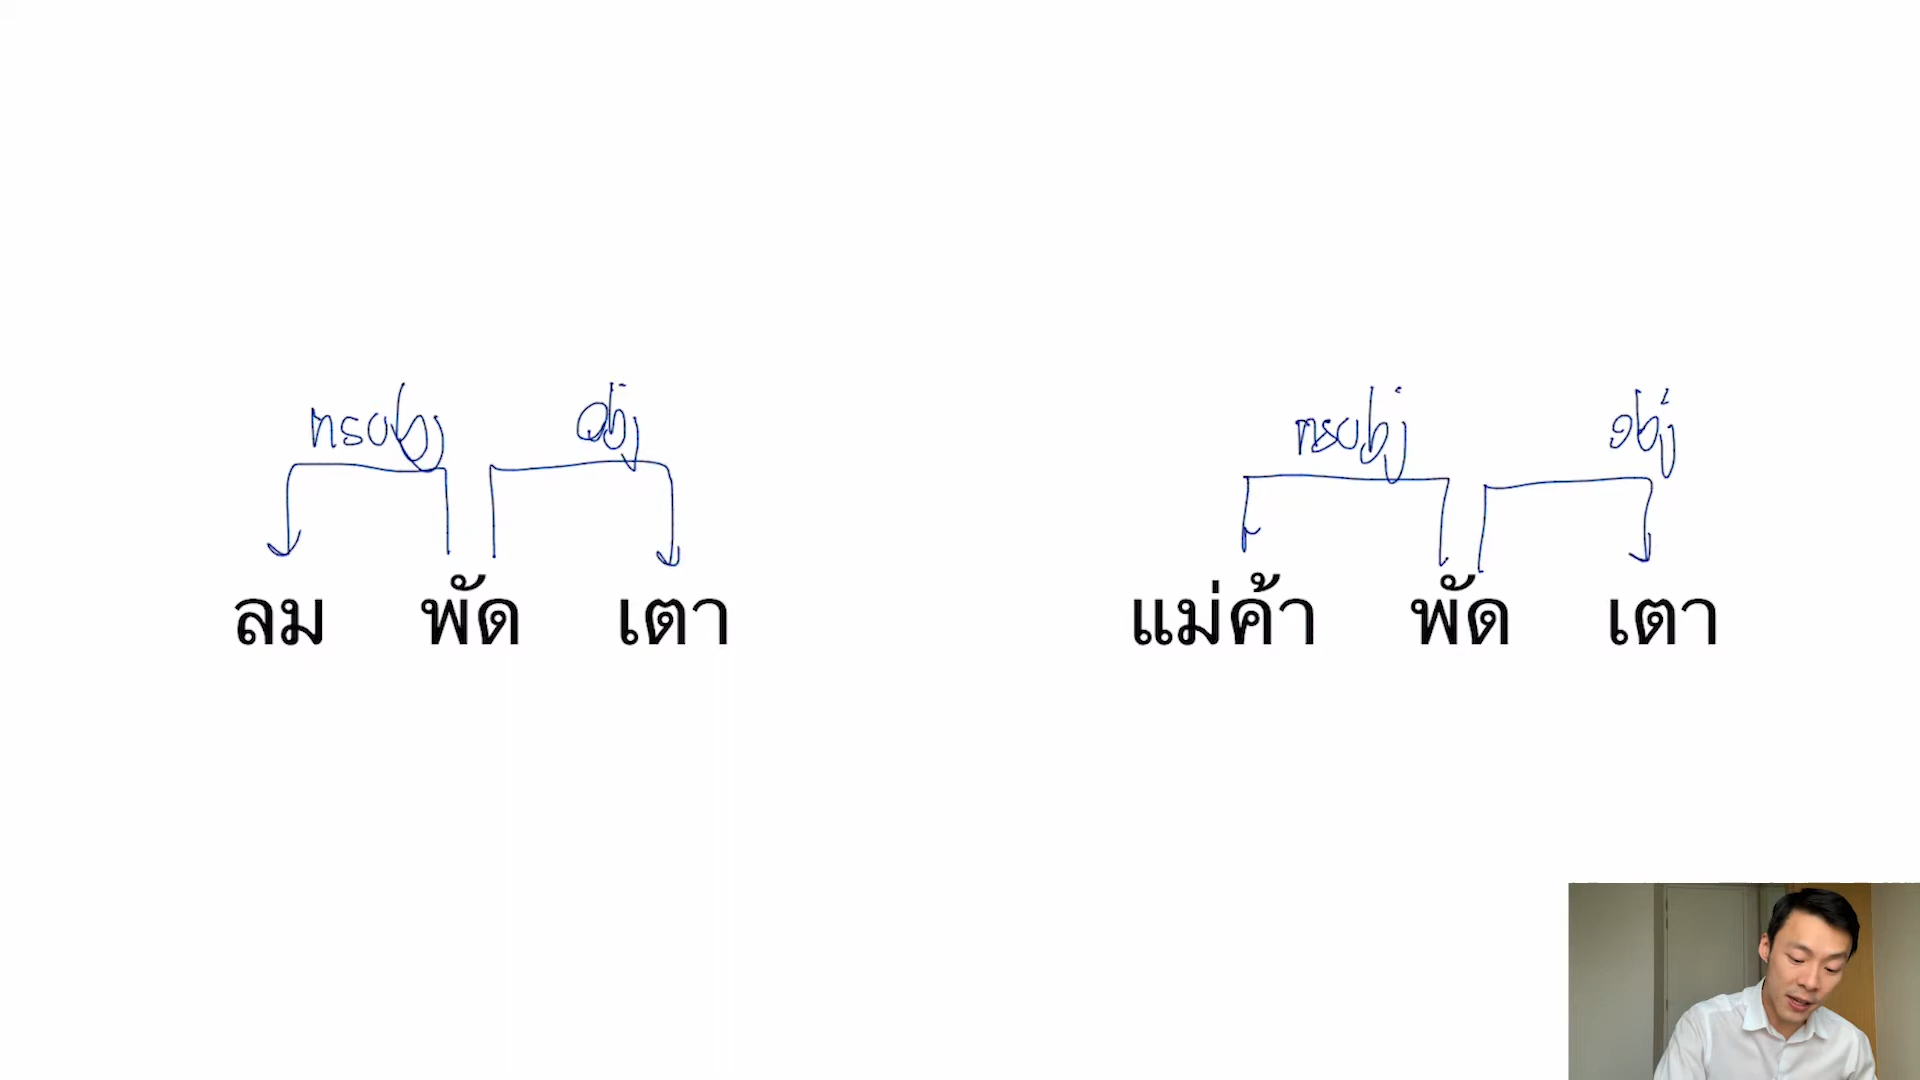 nsubj obj nsubj obj
ลม พัด เตา แม่ค้า พัด เตา